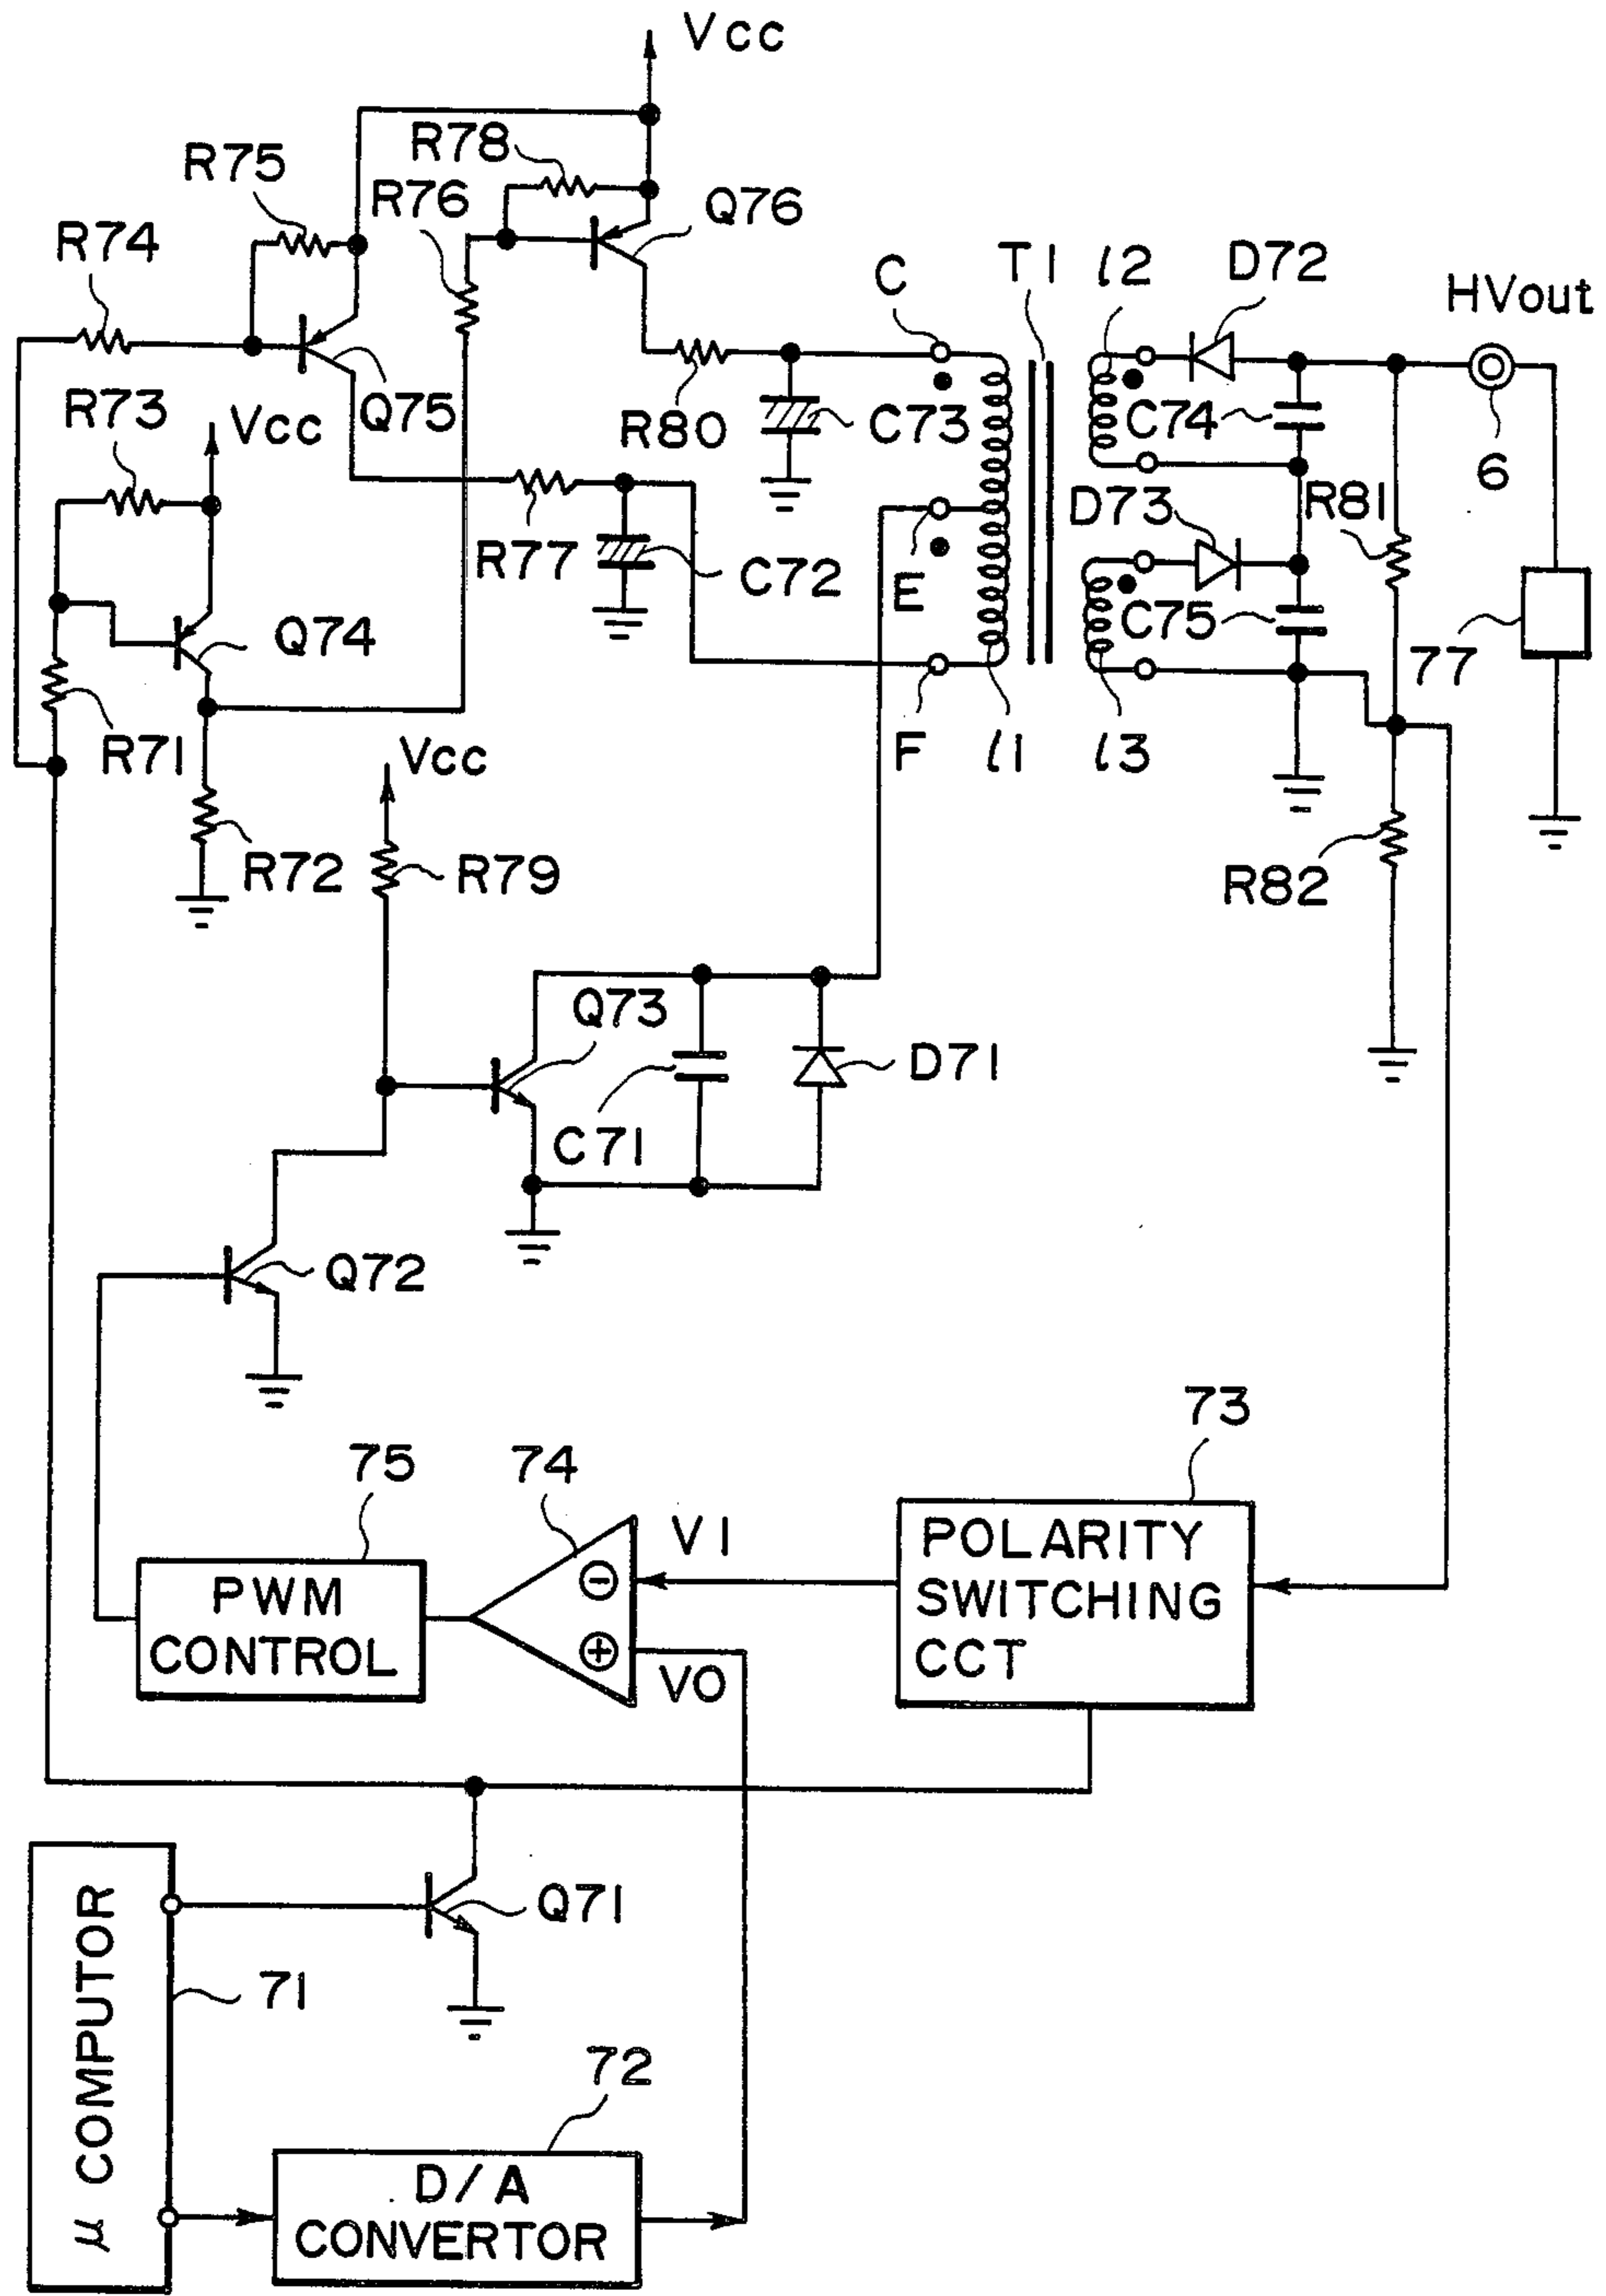 Vcc
R78
R75
R76
Q76
R74
C
T1
l2
D72
HVout
R73
Vcc
Q75
R80
C73
C74
6
R77
C72
E
D73
R81
Q74
C75
77
R71
Vcc
F
l1
l3
R72
R79
R82
Q73
D71
C71
Q72
73
75
74
V1
POLARITY
SWITCHING
CCT
PWM
CONTROL
−
+
V0
Q71
μ COMPUTOR
71
72
D/A
CONVERTOR